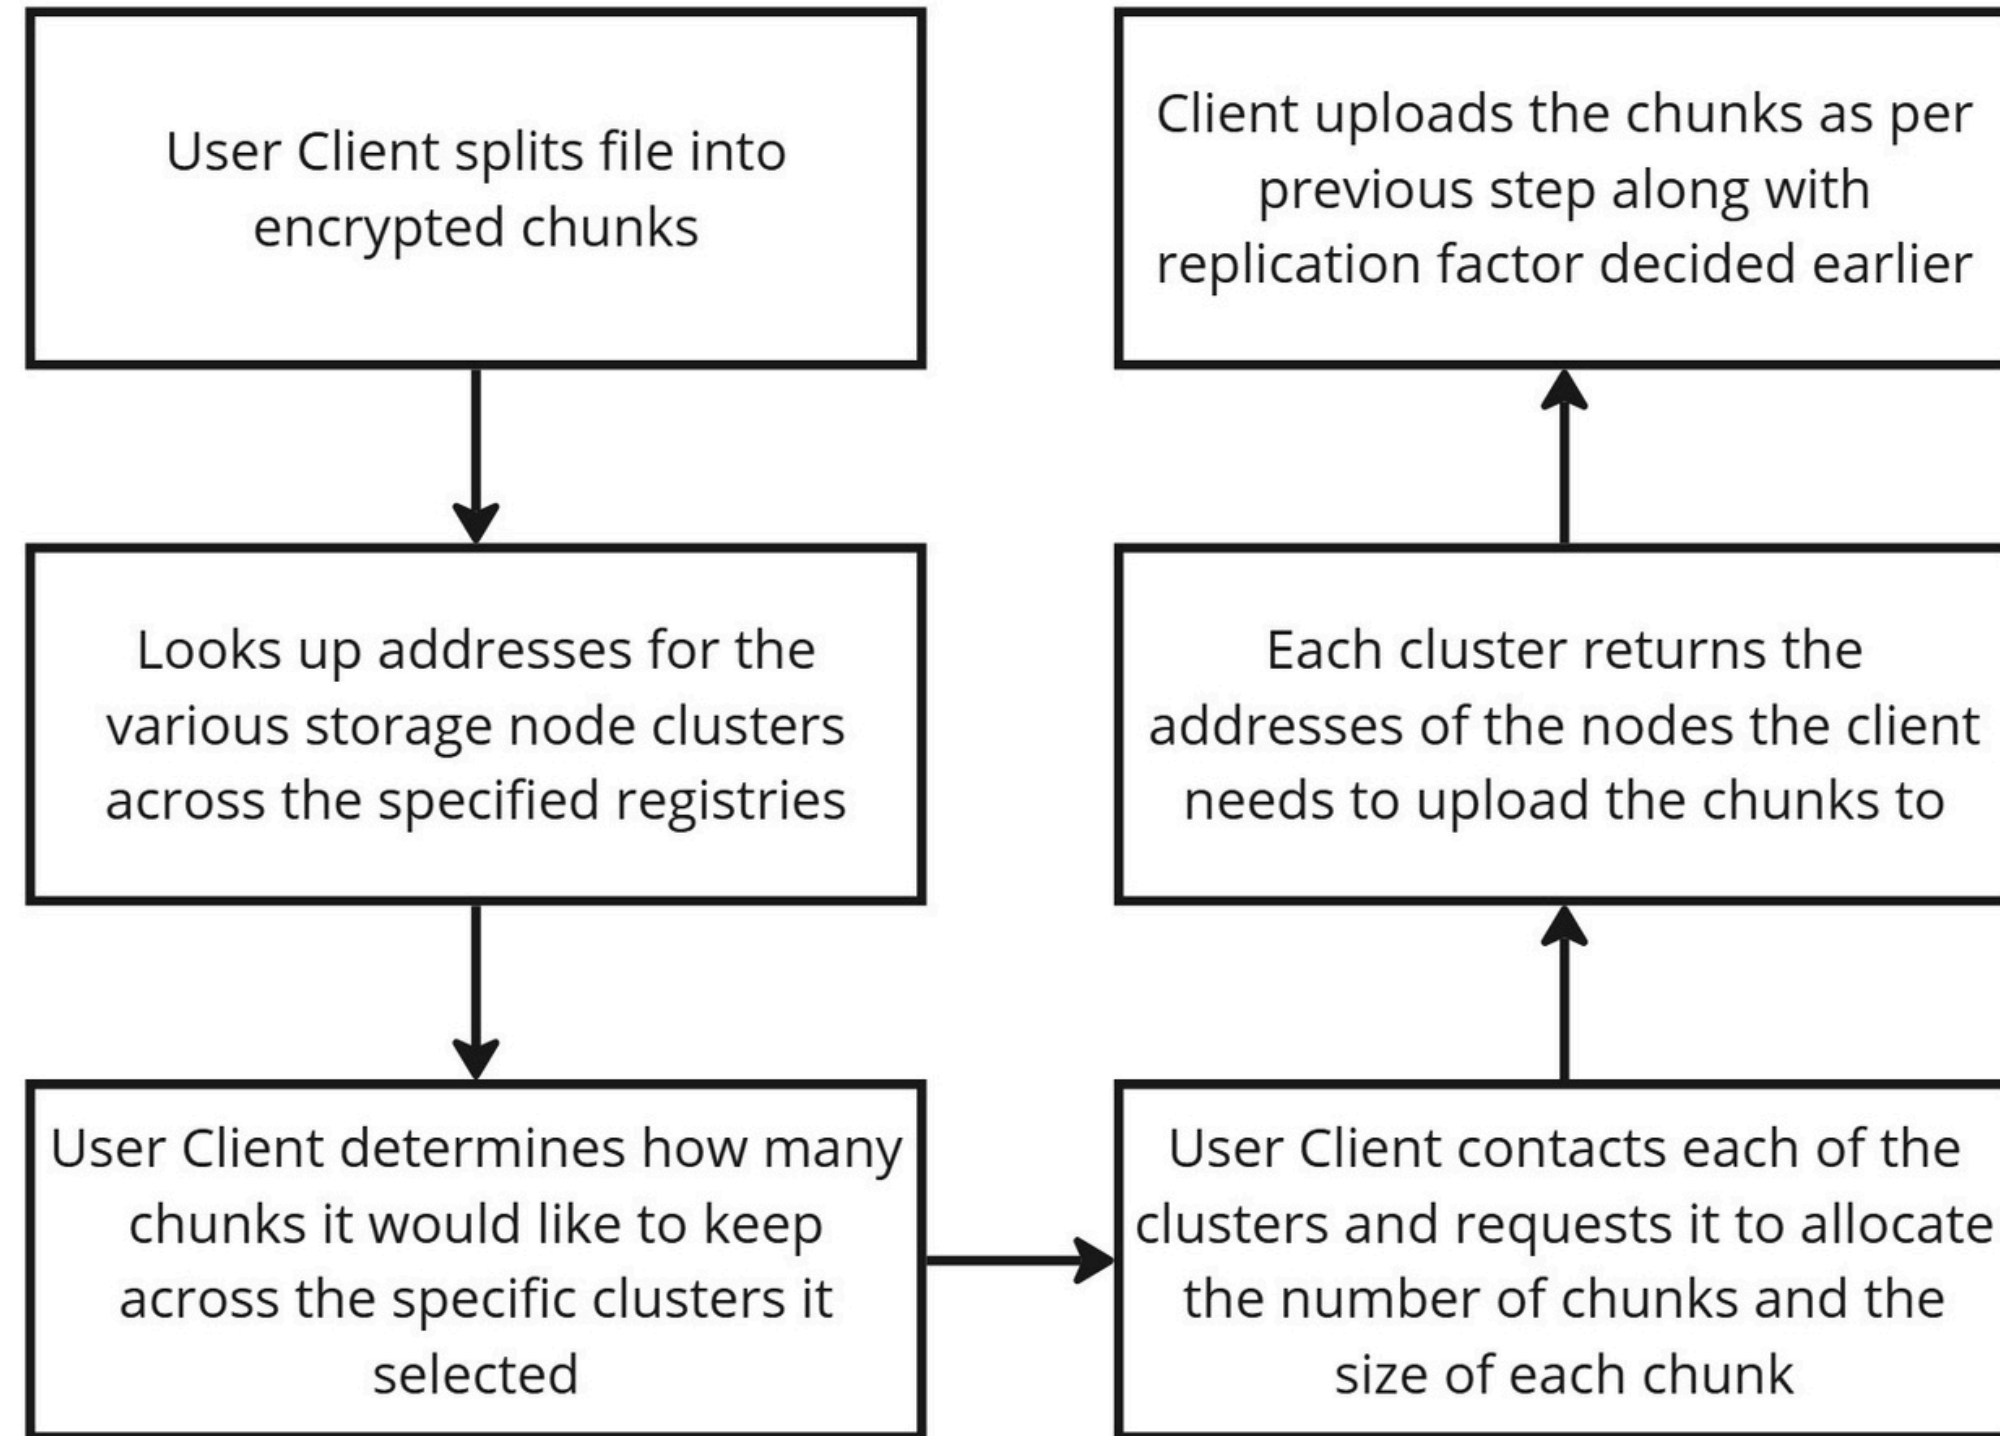 User Client splits file into
encrypted chunks
Looks up addresses for the
various storage node clusters
across the specified registries
User Client determines how many
chunks it would like to keep
across the specific clusters it
selected
User Client contacts each of the
clusters and requests it to allocate
the number of chunks and the
size of each chunk
Each cluster returns the
addresses of the nodes the client
needs to upload the chunks to
Client uploads the chunks as per
previous step along with
replication factor decided earlier